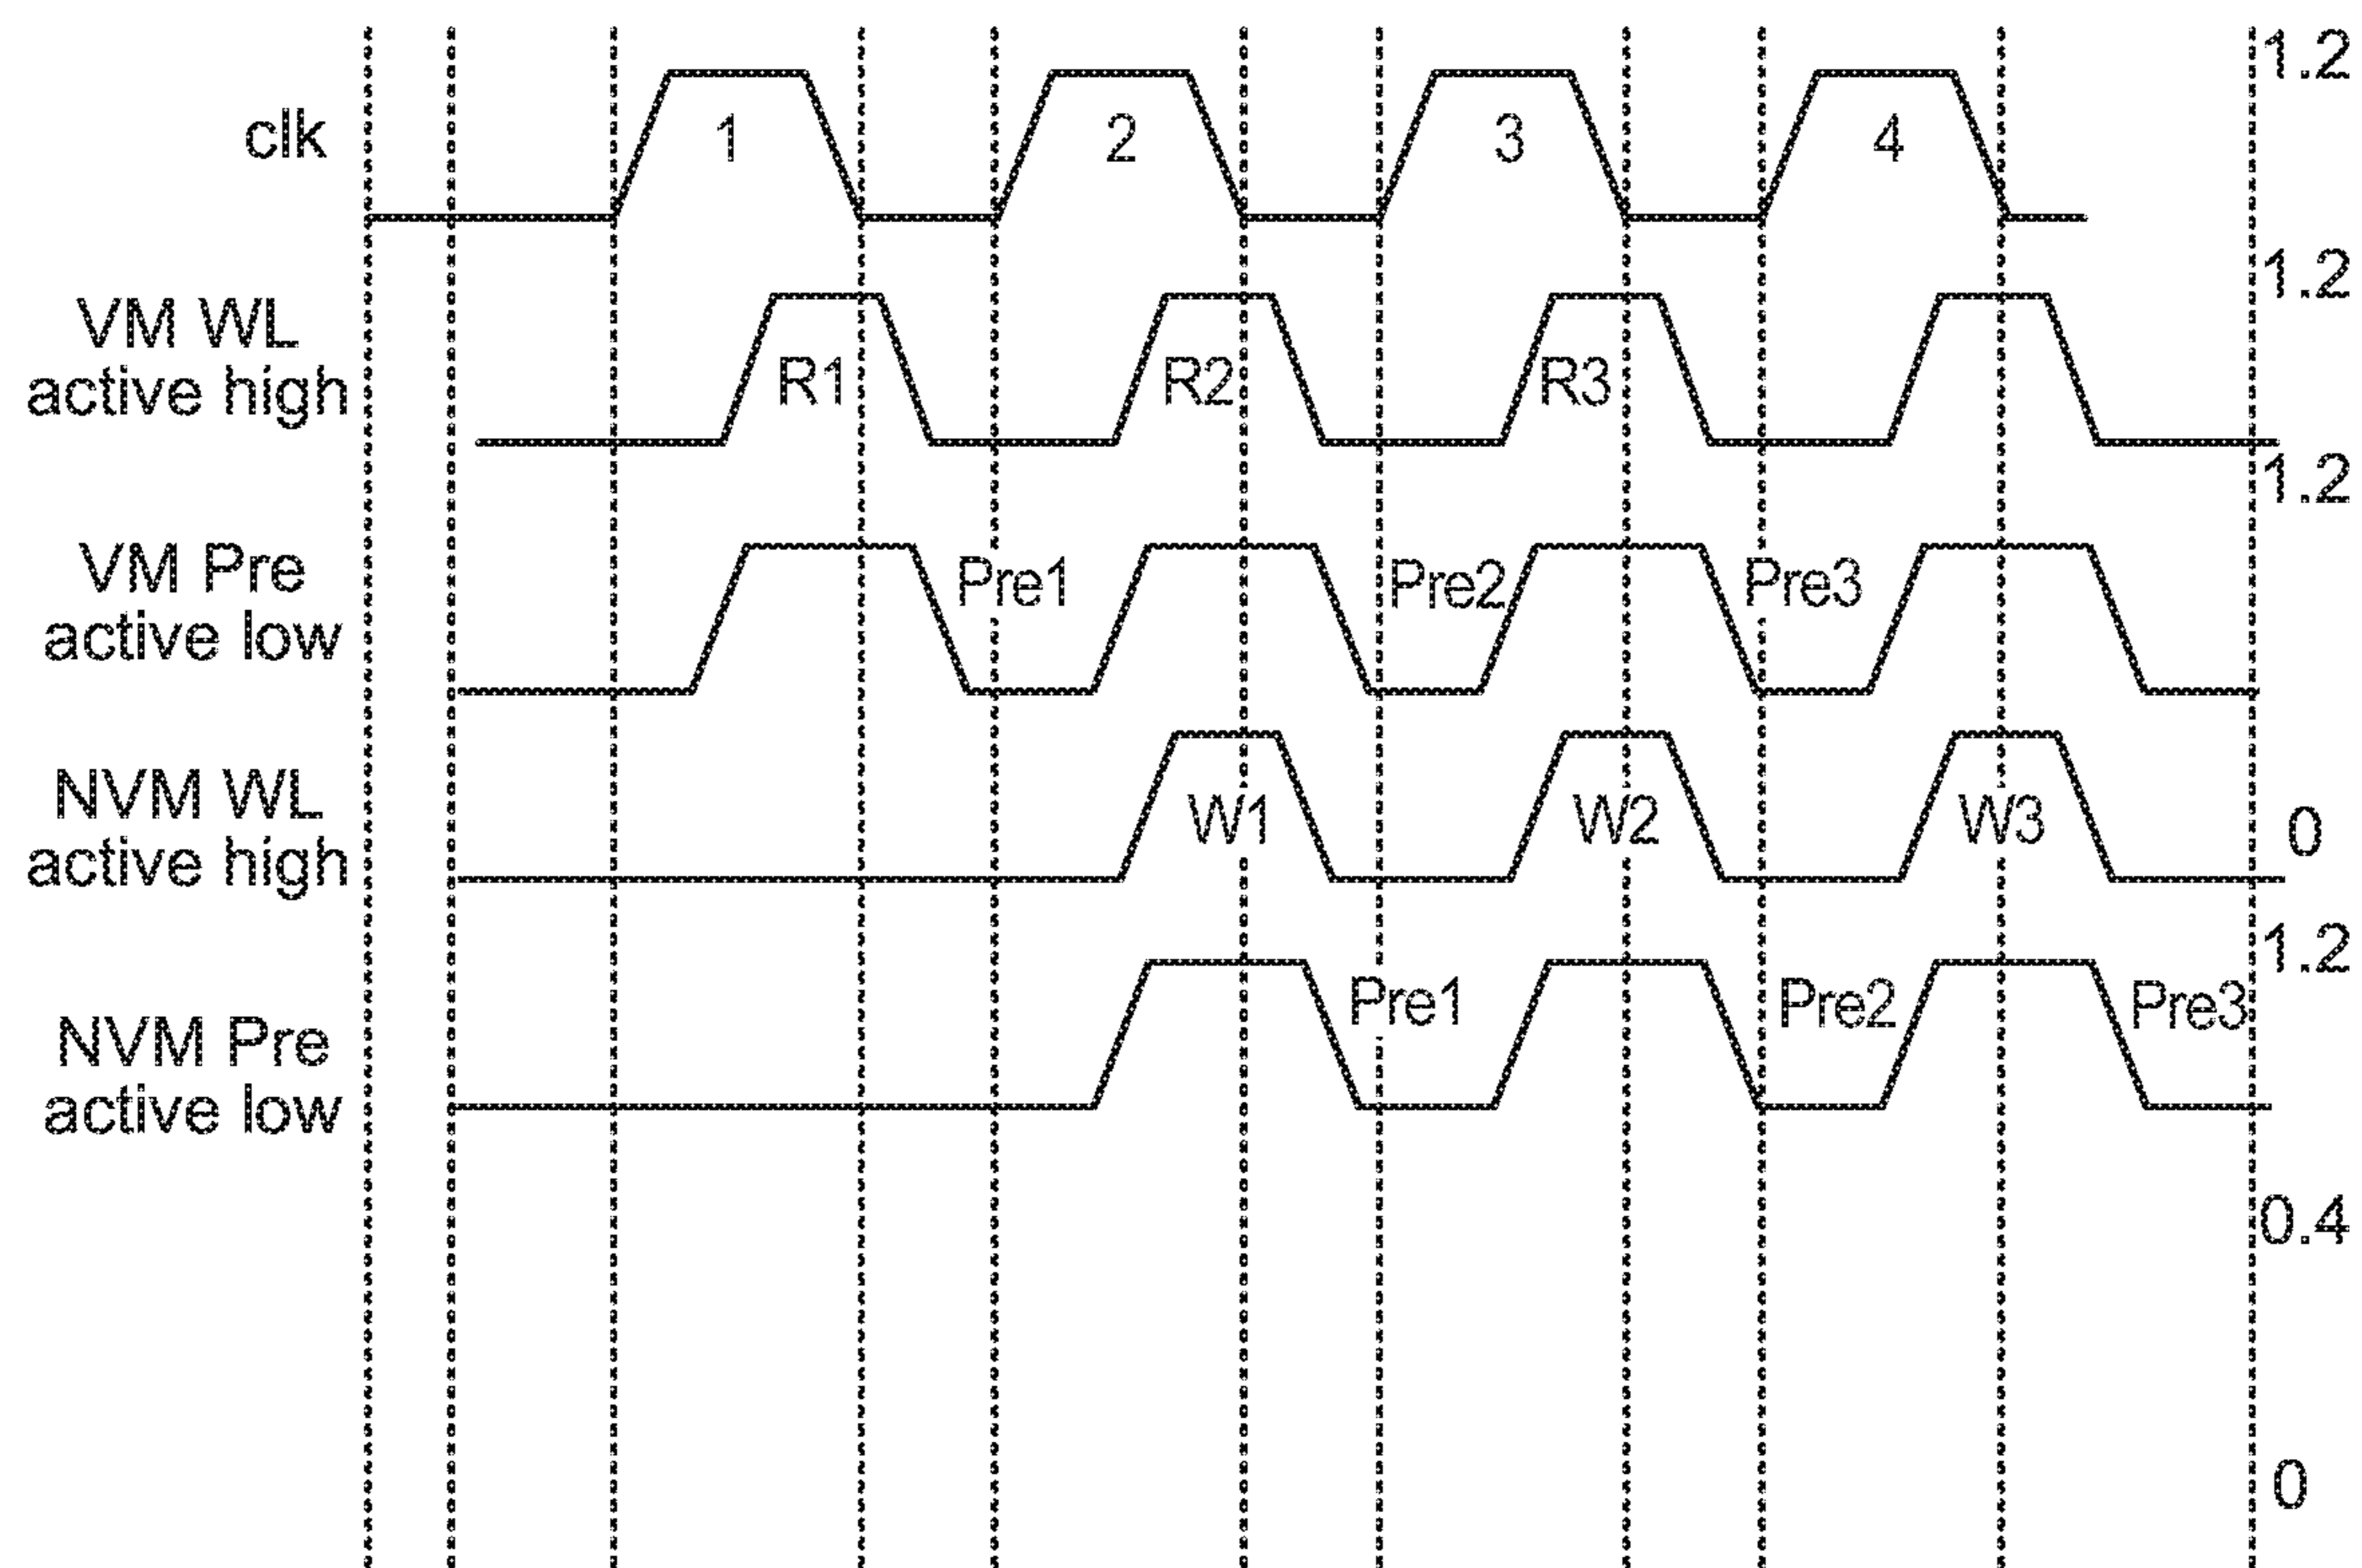 1.2
clk 1 2 3 4
1.2
VM WL
active high R1 R2 R3
1.2
VM Pre Pre1 Pre2 Pre3
active low
NVM WL W1 W2 W3 0
active high
1.2
NVM Pre Pre1 Pre2 Pre3
active low
0.4
0